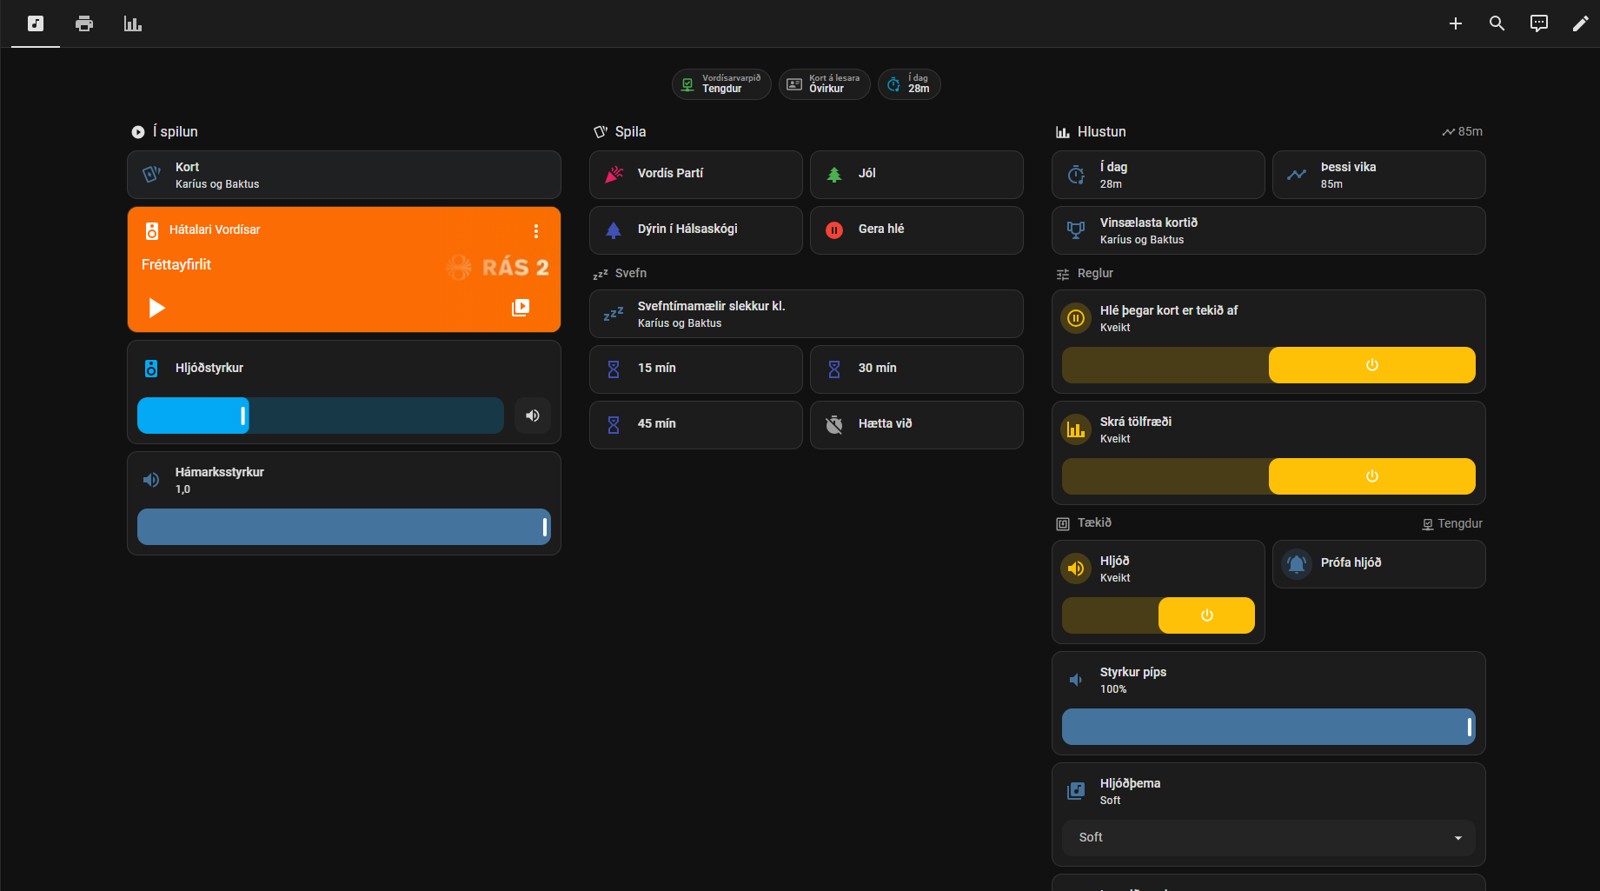 Vordísarvarpið
Tengdur
Kort á lesara
Óvirkur
Í dag
28m
Í spilun
Kort
Karíus og Baktus
Hátalari Vordísar
Fréttayfirlit
RÁS 2
Hljóðstyrkur
Hámarksstyrkur
1,0
Spila
Vordís Partí
Jól
Dýrin í Hálsaskógi
Gera hlé
Svefn
Svefntímamælir slekkur kl.
Karíus og Baktus
15 mín
30 mín
45 mín
Hætta við
Hlustun
85m
Í dag
28m
Þessi vika
85m
Vinsælasta kortið
Karíus og Baktus
Reglur
Hlé þegar kort er tekið af
Kveikt
Skrá tölfræði
Kveikt
Tækið
Tengdur
Hljóð
Kveikt
Prófa hljóð
Styrkur píps
100%
Hljóðþema
Soft
Soft